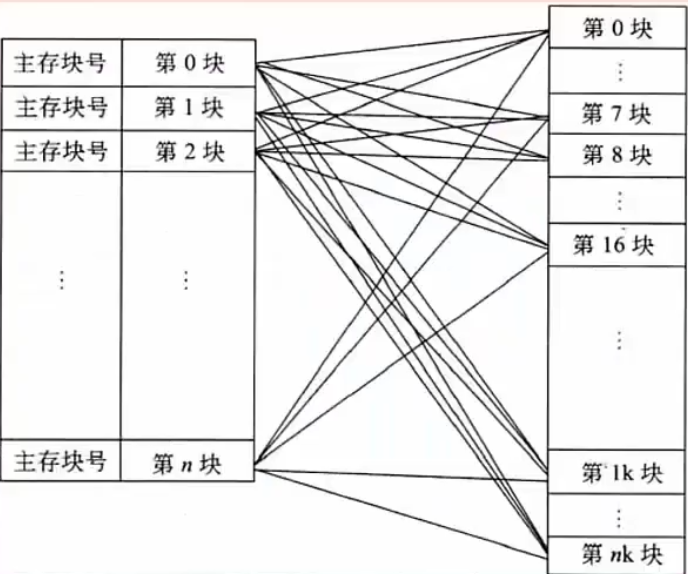 主存块号 第 0 块
主存块号 第 1 块
主存块号 第 2 块
⋮ ⋮
主存块号 第 n 块
第 0 块
⋮
第 7 块
第 8 块
⋮
第 16 块
⋮
第 1k 块
⋮
第 nk 块